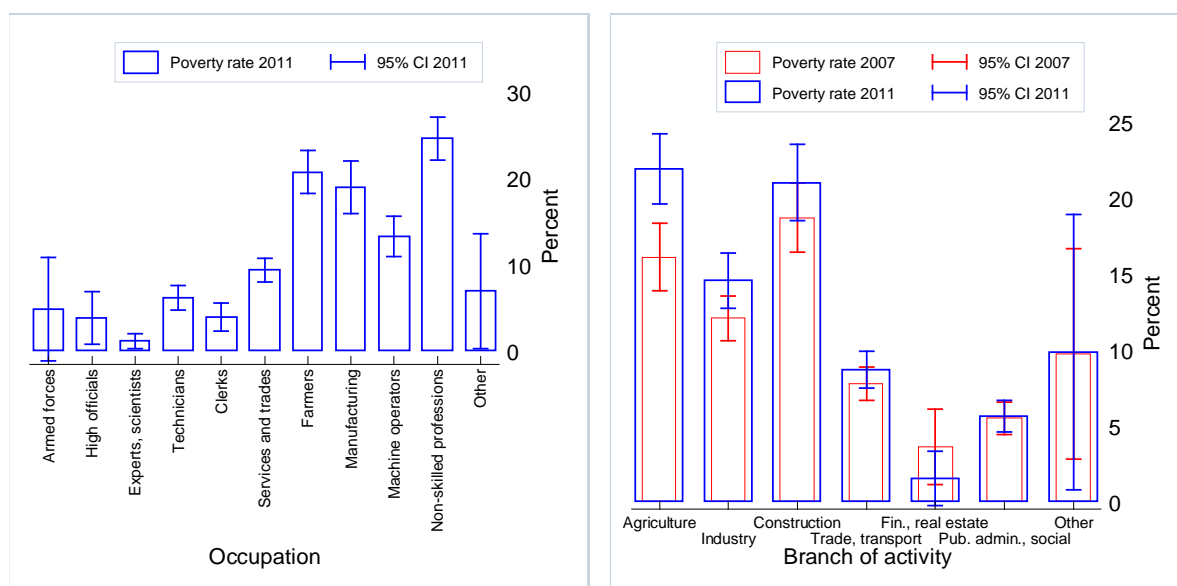 Poverty rate 2011
95% CI 2011
30
20
10
0
Percent
Armed forces
High officials
Experts, scientists
Technicians
Clerks
Services and trades
Farmers
Manufacturing
Machine operators
Non-skilled professions
Other
Occupation
Poverty rate 2007
95% CI 2007
Poverty rate 2011
95% CI 2011
25
20
15
10
5
0
Percent
Agriculture
Industry
Construction
Trade, transport
Fin., real estate
Pub. admin., social
Other
Branch of activity